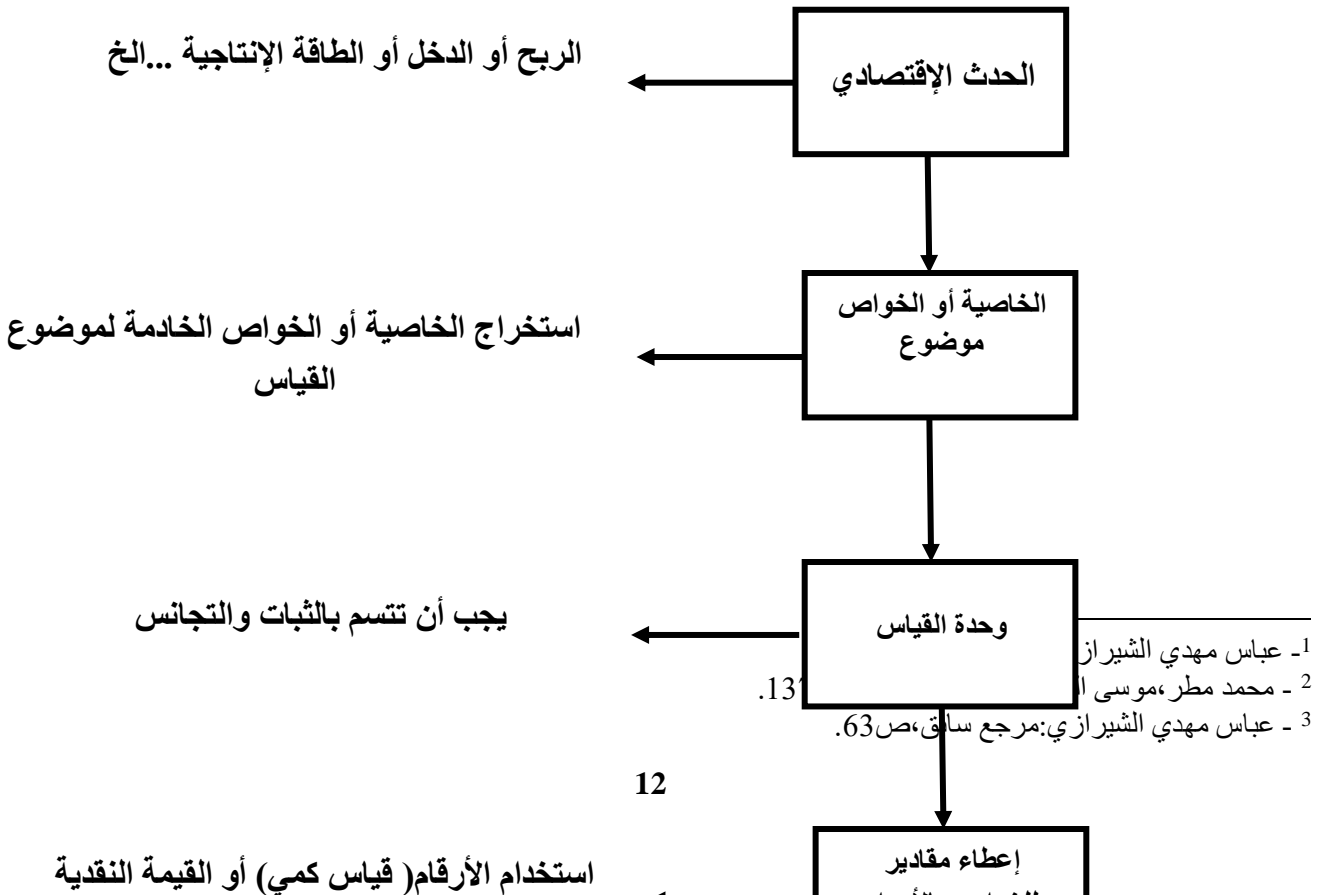 الحدث الإقتصادي
الربح أو الدخل أو الطاقة الإنتاجية ...الخ
الخاصية أو الخواص
موضوع
استخراج الخاصية أو الخواص الخادمة لموضوع
القياس
وحدة القياس
يجب أن تتسم بالثبات والتجانس
1- عباس مهدي
2 - محمد مطر،موسى
3 - عباس مهدي الشيرازي:مرجع سابق،ص63.
12
إعطاء مقادير
استخدام الأرقام( قياس كمي) أو القيمة النقدية